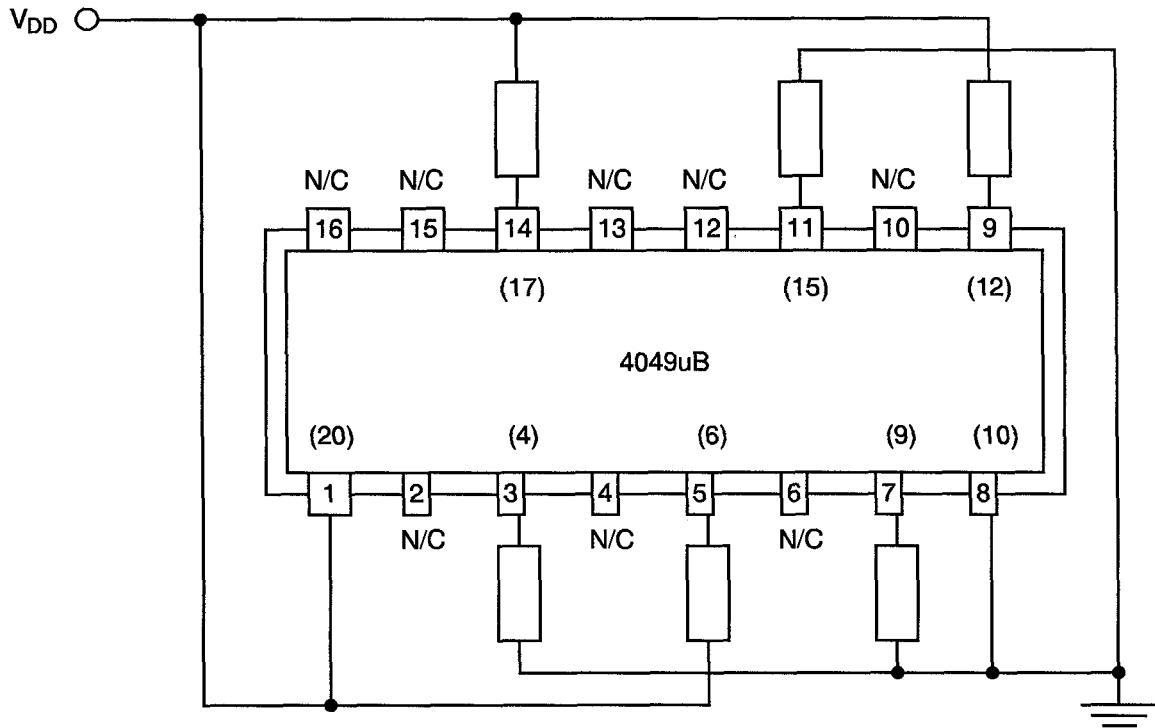 VDD
N/C N/C N/C N/C N/C
16 15 14 13 12 11 10 9
(17) (15) (12)
4049uB
(20) (4) (6) (9) (10)
1 2 3 4 5 6 7 8
N/C N/C N/C